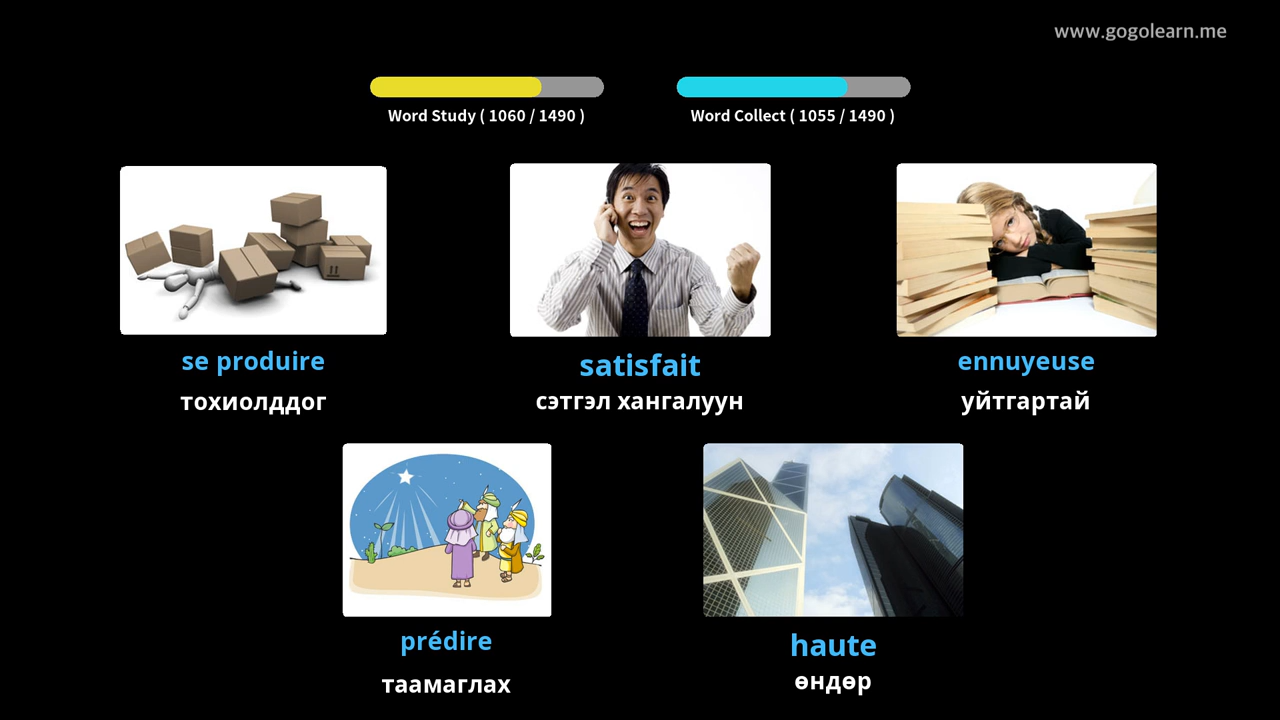 www.gogolearn.me
Word Study ( 1060 / 1490 )
Word Collect ( 1055 / 1490 )
se produire
тохиолддог
satisfait
сэтгэл хангалуун
ennuyeuse
уйтгартай
prédire
таамаглах
haute
өндөр